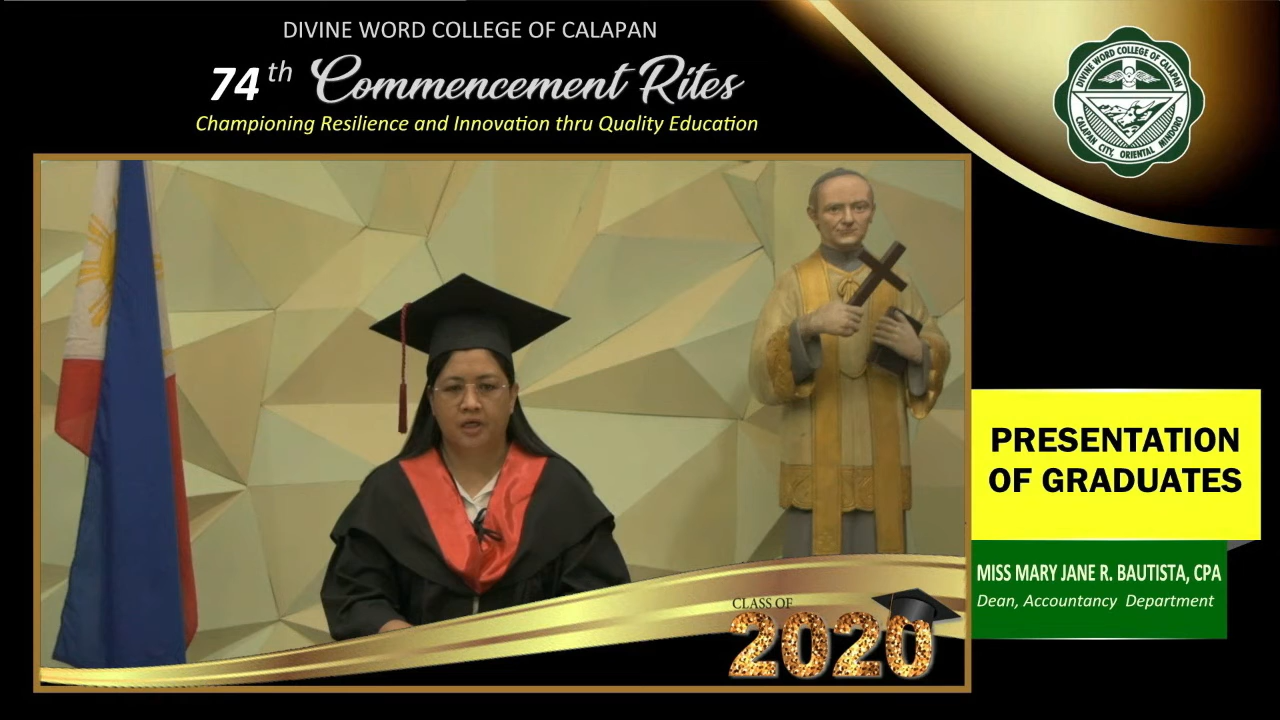 DIVINE WORD COLLEGE OF CALAPAN
74th Commencement Rites
Championing Resilience and Innovation thru Quality Education
DIVINE WORD COLLEGE OF CALAPAN
CALAPAN CITY, ORIENTAL MINDORO
PRESENTATION
OF GRADUATES
MISS MARY JANE R. BAUTISTA, CPA
Dean, Accountancy Department
CLASS OF
2020